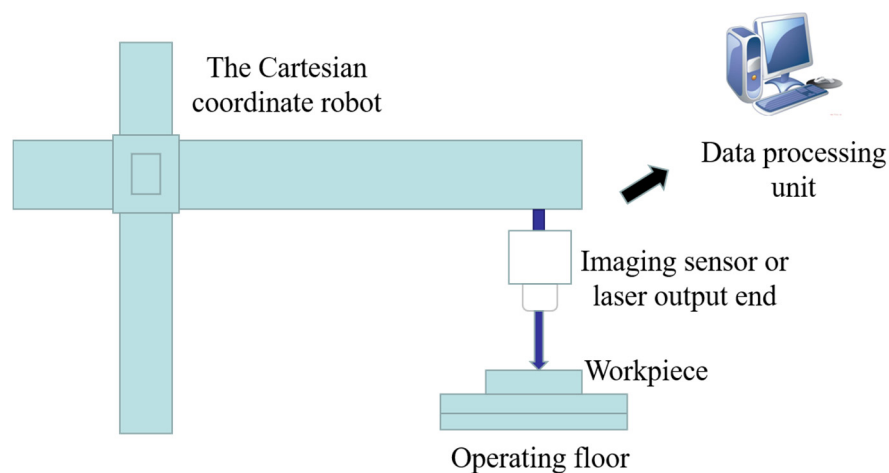 The Cartesian
coordinate robot
Data processing
unit
Imaging sensor or
laser output end
Workpiece
Operating floor